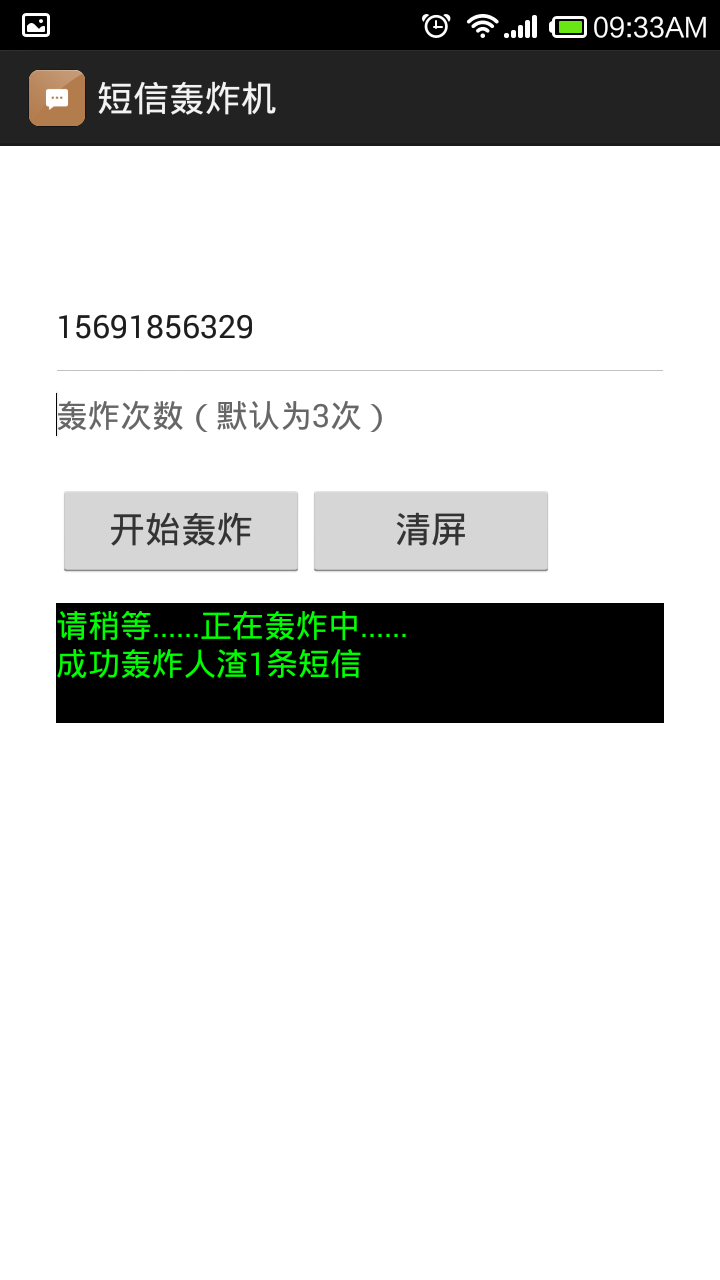 09:33AM
短信轰炸机
15691856329
轰炸次数（默认为3次）
开始轰炸 清屏
请稍等......正在轰炸中......
成功轰炸人渣1条短信